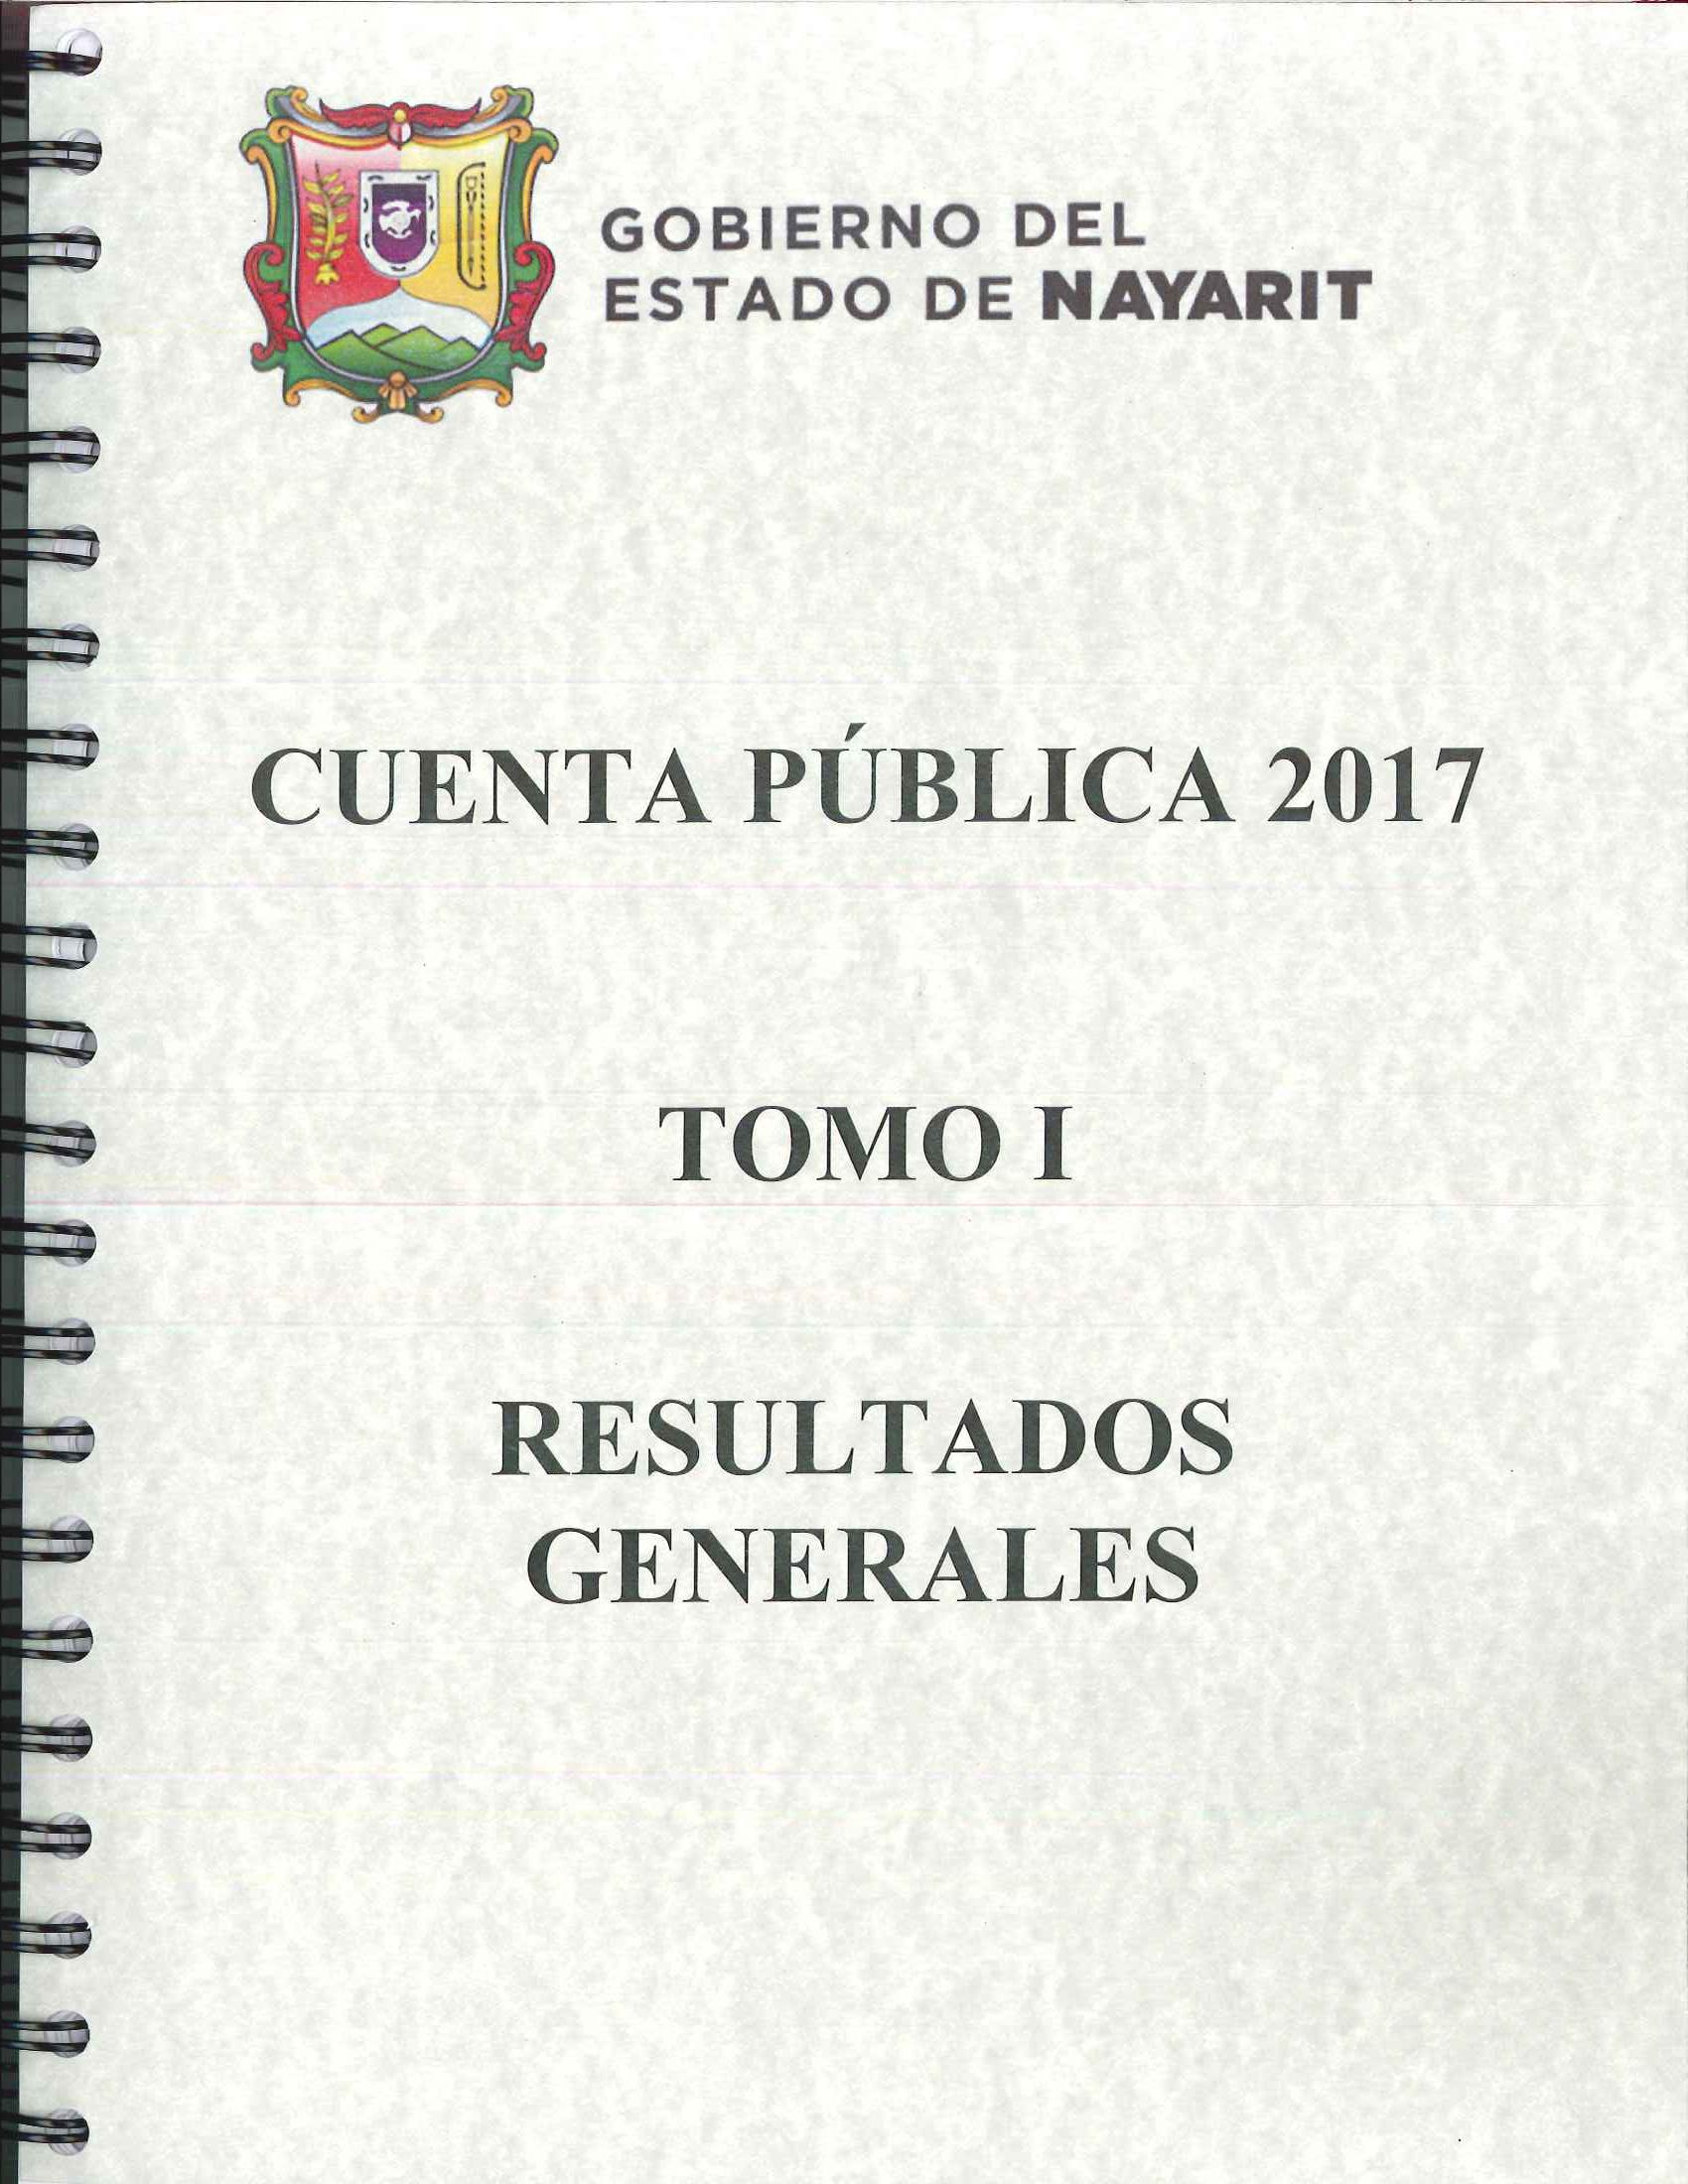 GOBIERNO DEL
ESTADO DE NAYARIT
CUENTA PÚBLICA 2017
TOMO I
RESULTADOS
GENERALES